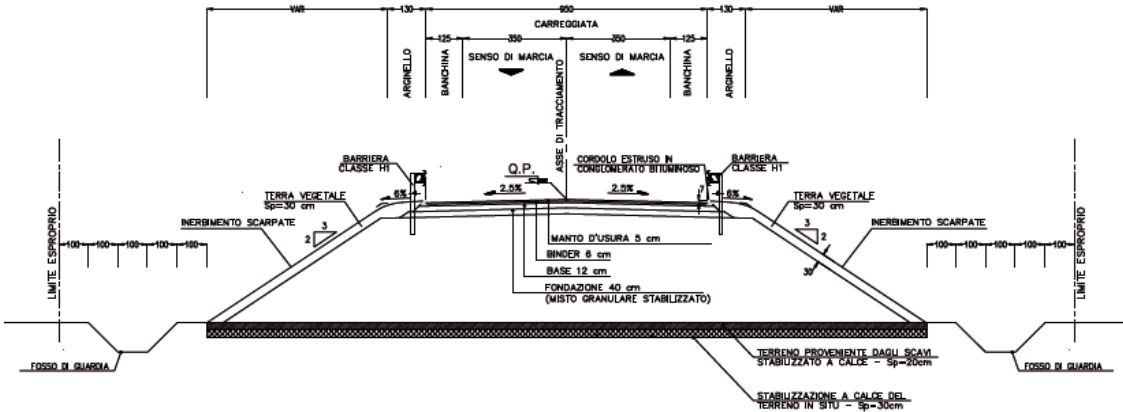 VAR 130 950 130 VAR
CARREGGIATA
125 350 350 125
ARGINELLO
BANCHINA
SENSO DI MARCIA
ASSE DI TRACCIAMENTO
SENSO DI MARCIA
BANCHINA
ARGINELLO
LIMITE ESPROPRIO
BARRIERA
CLASSE H1
Q.P.
CORDOLO ESTRUSO IN
CONGLOMERATO BITUMINOSO
7
BARRIERA
CLASSE H1
6% 2.5% 2.5% 6%
TERRA VEGETALE
Sp=30 cm
TERRA VEGETALE
Sp=30 cm
INERBIMENTO SCARPATE
3
2
3
2
INERBIMENTO SCARPATE
LIMITE ESPROPRIO
100 100 100 100 100
100 100 100 100 100
30
MANTO D'USURA 5 cm
BINDER 6 cm
BASE 12 cm
FONDAZIONE 40 cm
(MISTO GRANULARE STABILIZZATO)
FOSSO DI GUARDIA
TERRENO PROVENIENTE DAGLI SCAVI
STABILIZZATO A CALCE - Sp=20cm
FOSSO DI GUARDIA
STABILIZZAZIONE A CALCE DEL
TERRENO IN SITU - Sp=30cm